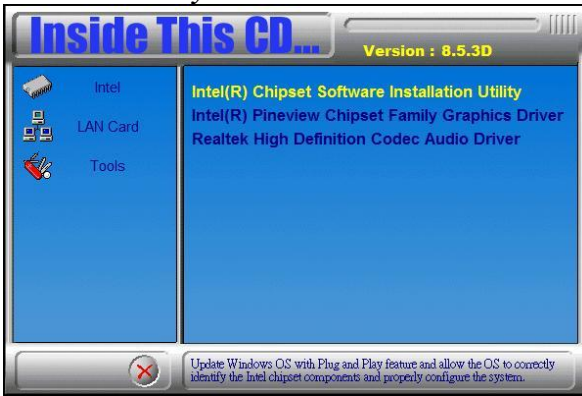 Inside This CD...
Version : 8.5.3D
Intel
LAN Card
Tools
Intel(R) Chipset Software Installation Utility
Intel(R) Pineview Chipset Family Graphics Driver
Realtek High Definition Codec Audio Driver
Update Windows OS with Plug and Play feature and allow the OS to correctly
identify the Intel chipset components and properly configure the system.